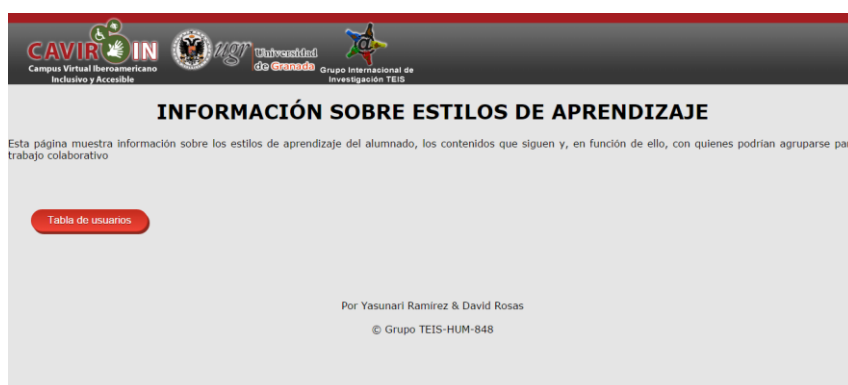 CAVIR IN
Campus Virtual Iberoamericano
Inclusivo y Accesible
ugr
Universidad
de Granada
Grupo Internacional de
Investigación TEIS
INFORMACIÓN SOBRE ESTILOS DE APRENDIZAJE
Esta página muestra información sobre los estilos de aprendizaje del alumnado, los contenidos que siguen y, en función de ello, con quienes podrían agruparse
trabajo colaborativo
Tabla de usuarios
Por Yasunari Ramirez & David Rosas
© Grupo TEIS-HUM-848